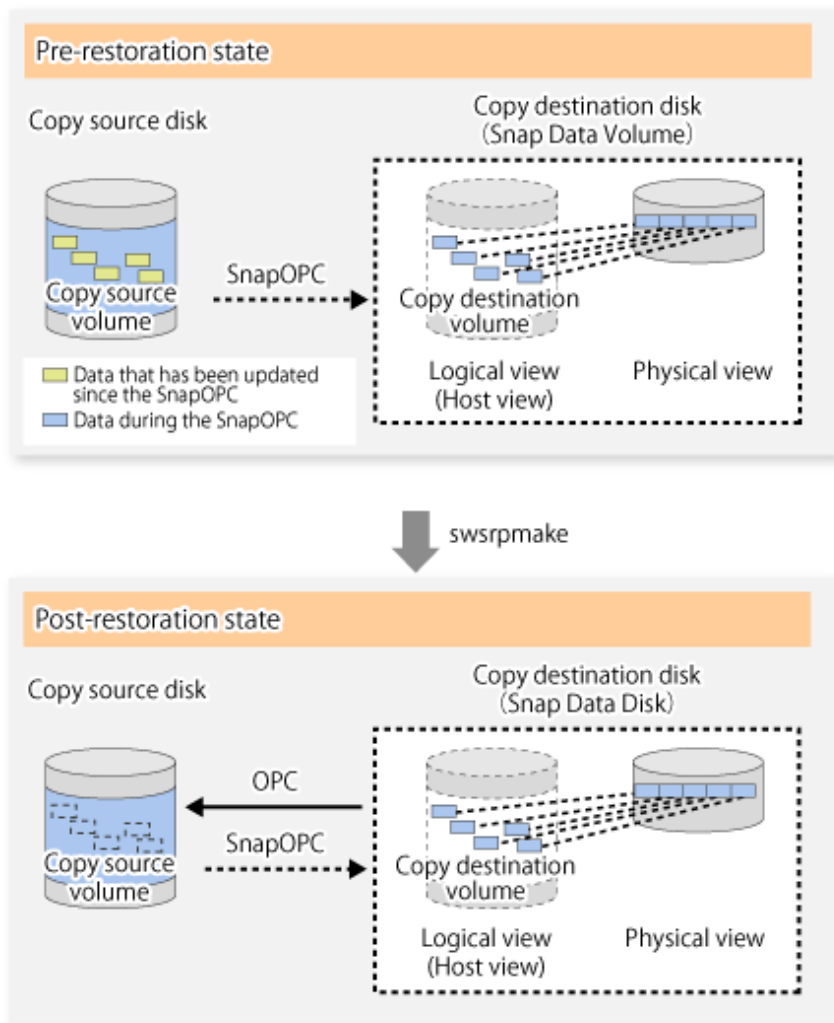 Pre-restoration state
Copy source disk
Copy destination disk
(Snap Data Volume)
SnapOPC
Copy source
volume
Copy destination
volume
Logical view
(Host view)
Physical view
Data that has been updated
since the SnapOPC
Data during the SnapOPC
swsrpmake
Post-restoration state
Copy source disk
Copy destination disk
(Snap Data Disk)
OPC
SnapOPC
Copy source
volume
Copy destination
volume
Logical view
(Host view)
Physical view